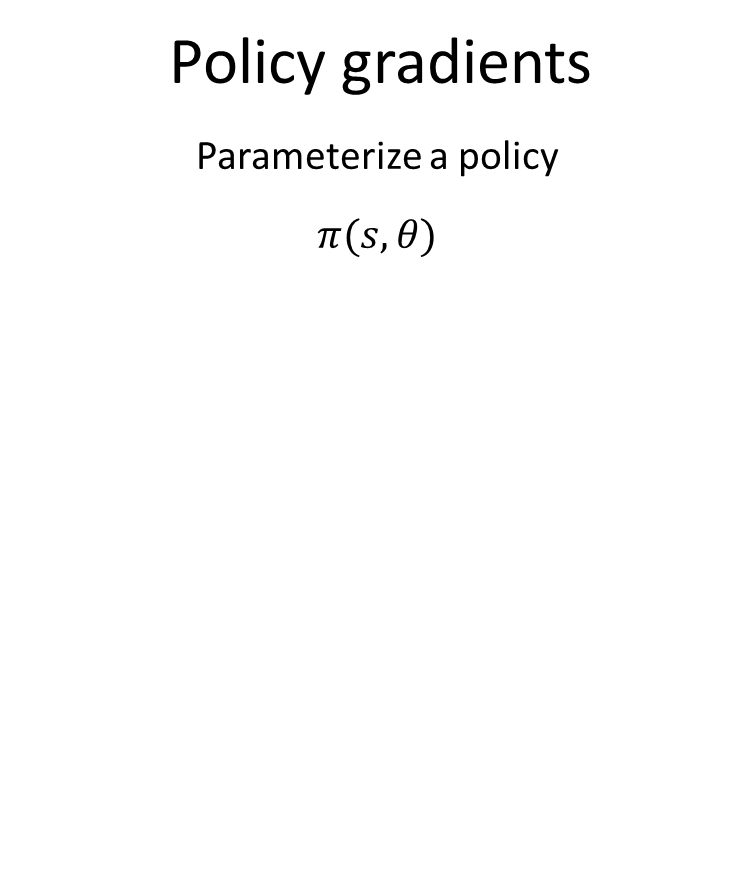 Policy gradients
Parameterize a policy
𝜋(𝑠, 𝜃)